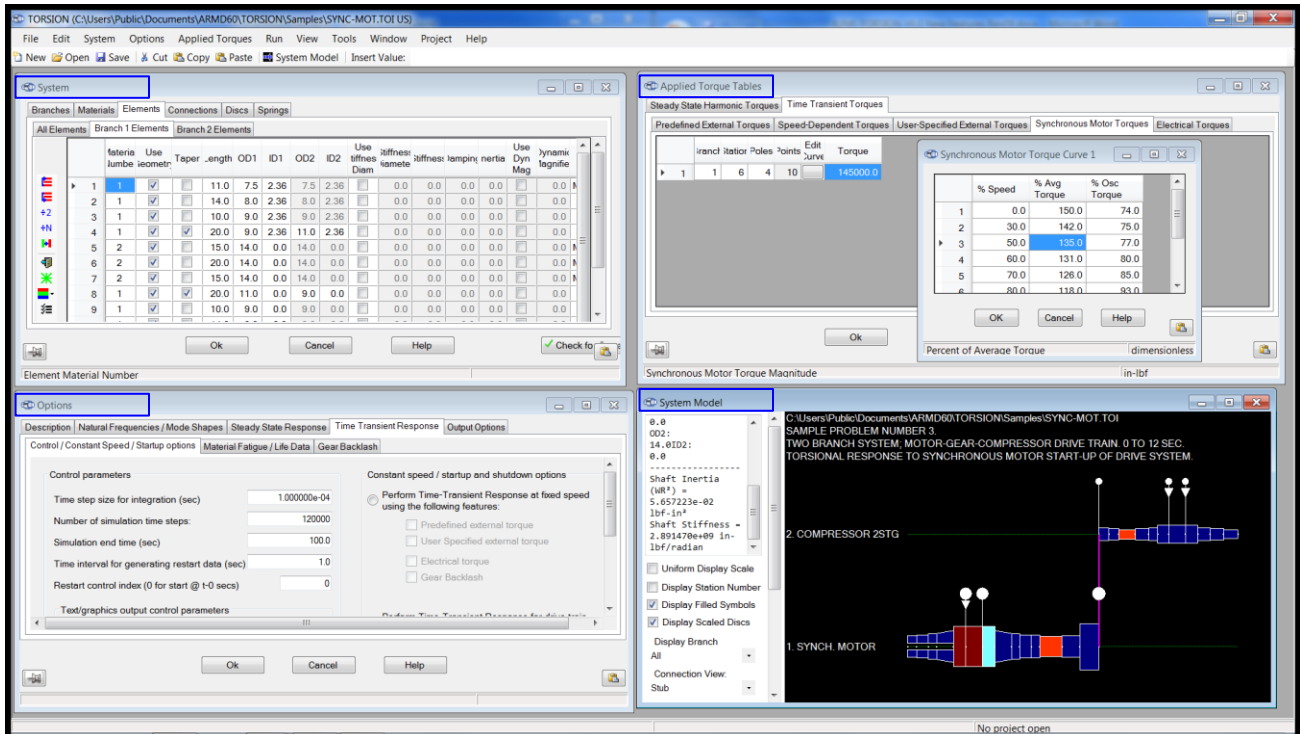 TORSION (C:\Users\Public\Documents\ARMD60\TORSION\Samples\SYNC-MOT.TOI US)
File Edit System Options Applied Torques Run View Tools Window Project Help
New Open Save Cut Copy Paste System Model Insert Value:
System
Branches Materials Elements Connections Discs Springs
All Elements Branch 1 Elements Branch 2 Elements
Use Use
Taper OD1 ID1 OD2 ID2 Dyn
Diam Mag
1 1 11.0 7.5 2.36 7.5 2.36 0.0 0.0 0.0 0.0 0.0
2 1 14.0 8.0 2.36 8.0 2.36 0.0 0.0 0.0 0.0 0.0
÷2 3 1 10.0 9.0 2.36 9.0 2.36 0.0 0.0 0.0 0.0 0.0
+N 4 1 20.0 9.0 2.36 11.0 2.36 0.0 0.0 0.0 0.0 0.0
5 2 15.0 14.0 0.0 14.0 0.0 0.0 0.0 0.0 0.0 0.0
6 2 20.0 14.0 0.0 14.0 0.0 0.0 0.0 0.0 0.0 0.0
7 2 15.0 14.0 0.0 14.0 0.0 0.0 0.0 0.0 0.0 0.0
8 1 20.0 11.0 0.0 9.0 0.0 0.0 0.0 0.0 0.0 0.0
9 1 10.0 9.0 0.0 9.0 0.0 0.0 0.0 0.0 0.0 0.0
Ok Cancel Help Check fo
Element Material Number
Applied Torque Tables
Steady State Harmonic Torques Time Transient Torques
Predefined External Torques Speed-Dependent Torques User-Specified External Torques Synchronous Motor Torques Electrical Torques
Poles Edit Torque
1 1 6 4 10 145000.0
Synchronous Motor Torque Curve 1
% Speed % Avg Torque % Osc Torque
1 0.0 150.0 74.0
2 30.0 142.0 75.0
3 50.0 135.0 77.0
4 60.0 131.0 80.0
5 70.0 126.0 85.0
6 80.0 118.0 93.0
OK Cancel Help
Percent of Average Torque dimensionless
Ok
Synchronous Motor Torque Magnitude in-lbf
Options
Description Natural Frequencies / Mode Shapes Steady State Response Time Transient Response Output Options
Control / Constant Speed / Startup options Material Fatigue / Life Data Gear Backlash
Control parameters
Time step size for integration (sec) 1.000000e-04
Number of simulation time steps: 120000
Simulation end time (sec) 100.0
Time interval for generating restart data (sec) 1.0
Restart control index (0 for start @ t-0 secs) 0
Text/graphics output control parameters
Constant speed / startup and shutdown options
Perform Time-Transient Response at fixed speed
using the following features:
Predefined external torque
User Specified external torque
Electrical torque
Gear Backlash
Perform Time-Transient Response for drive train
Ok Cancel Help
System Model
0.0
OD2:
14.0ID2:
0.0
-----------------
Shaft Inertia
(WR²) =
5.657223e-02
lbf-in²
Shaft Stiffness =
2.891470e+09 in-
lbf/radian
Uniform Display Scale
Display Station Number
Display Filled Symbols
Display Scaled Discs
Display Branch
All
Connection View:
Stub
C:\Users\Public\Documents\ARMD60\TORSION\Samples\SYNC-MOT.TOI
SAMPLE PROBLEM NUMBER 3.
TWO BRANCH SYSTEM; MOTOR-GEAR-COMPRESSOR DRIVE TRAIN. 0 TO 12 SEC.
TORSIONAL RESPONSE TO SYNCHRONOUS MOTOR START-UP OF DRIVE SYSTEM.
2. COMPRESSOR 2STG
1. SYNCH. MOTOR
No project open